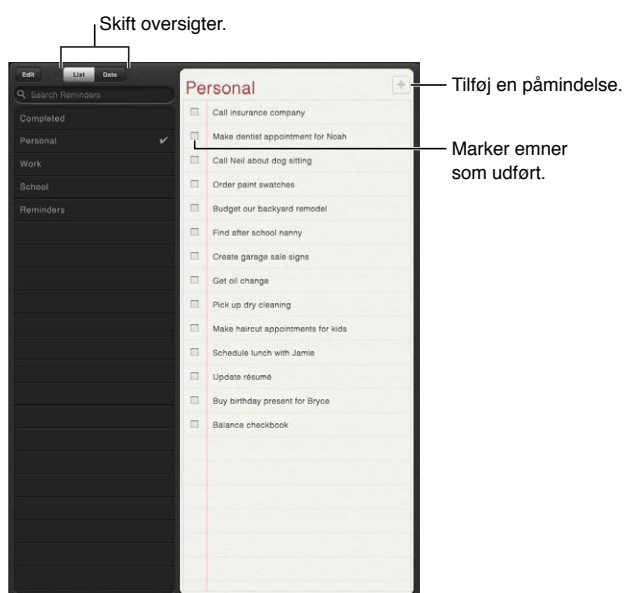 Skift oversigter.
Edit List Date
Search Reminders
Completed
Personal
Work
School
Reminders
Personal
Call insurance company
Make dentist appointment for Noah
Call Neil about dog sitting
Order paint swatches
Budget our backyard remodel
Find after school nanny
Create garage sale signs
Get oil change
Pick up dry cleaning
Make haircut appointments for kids
Schedule lunch with Jamie
Update résumé
Buy birthday present for Bryce
Balance checkbook
Tilføj en påmindelse.
Marker emner
som udført.